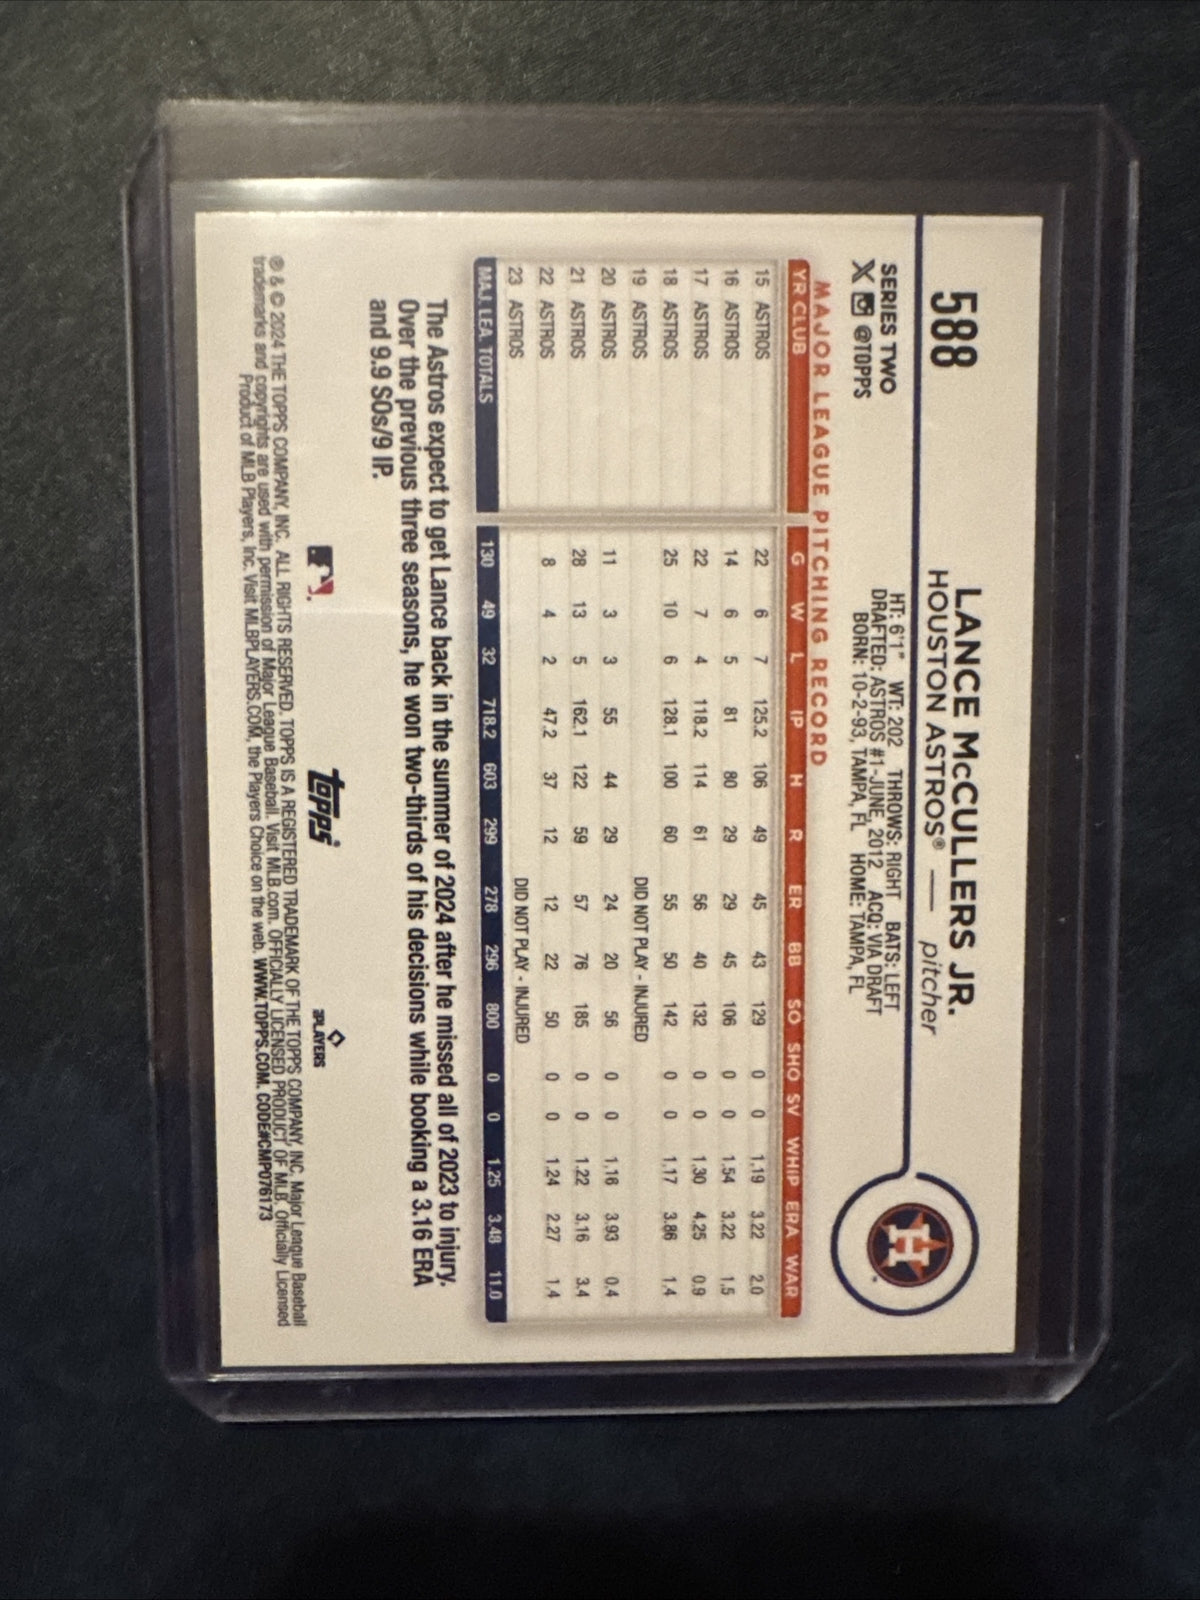 588
LANCE McCULLERS JR.
HOUSTON ASTROS® — pitcher
SERIES TWO
X @TOPPS
HT: 6'1" WT: 202 THROWS: RIGHT BATS: LEFT
DRAFTED: ASTROS #1-JUNE, 2012 ACQ: VIA DRAFT
BORN: 10-2-93, TAMPA, FL HOME: TAMPA, FL
MAJOR LEAGUE PITCHING RECORD
YR CLUB G W L IP H R ER BB SO SHO SV WHIP ERA WAR
15 ASTROS 22 6 7 125.2 106 49 45 43 129 0 0 1.19 3.22 2.0
16 ASTROS 14 6 5 81 80 29 29 45 106 0 0 1.54 3.22 1.5
17 ASTROS 22 7 4 118.2 114 61 56 40 132 0 0 1.30 4.25 0.9
18 ASTROS 25 10 6 128.1 100 60 55 50 142 0 0 1.17 3.86 1.4
19 ASTROS DID NOT PLAY - INJURED
20 ASTROS 11 3 3 55 44 29 24 20 56 0 0 1.16 3.93 0.4
21 ASTROS 28 13 5 162.1 122 59 57 76 185 0 0 1.22 3.16 3.4
22 ASTROS 8 4 2 47.2 37 12 12 22 50 0 0 1.24 2.27 1.4
23 ASTROS DID NOT PLAY - INJURED
MAJ. LEA. TOTALS 130 49 32 718.2 603 299 278 296 800 0 0 1.25 3.48 11.0
The Astros expect to get Lance back in the summer of 2024 after he missed all of 2023 to injury.
Over the previous three seasons, he won two-thirds of his decisions while booking a 3.16 ERA
and 9.9 SOs/9 IP.
topps
PLAYERS
® & © 2024 THE TOPPS COMPANY, INC. ALL RIGHTS RESERVED. TOPPS IS A REGISTERED TRADEMARK OF THE TOPPS COMPANY, INC. Major League Baseball
trademarks and copyrights are used with permission of Major League Baseball. Visit MLB.com. OFFICIALLY LICENSED PRODUCT OF MLB. Officially Licensed
Product of MLB Players, Inc. Visit MLBPLAYERS.COM, the Players Choice on the web. WWW.TOPPS.COM. CODE#CMP076173